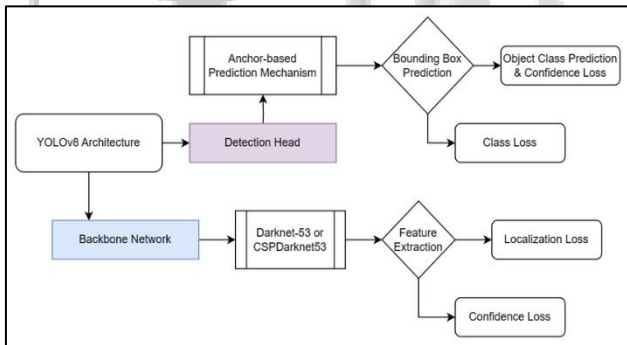 Anchor-based
Prediction Mechanism
Bounding Box
Prediction
Object Class Prediction
& Confidence Loss
YOLOv8 Architecture
Detection Head
Class Loss
Backbone Network
Darknet-53 or
CSPDarknet53
Feature
Extraction
Localization Loss
Confidence Loss